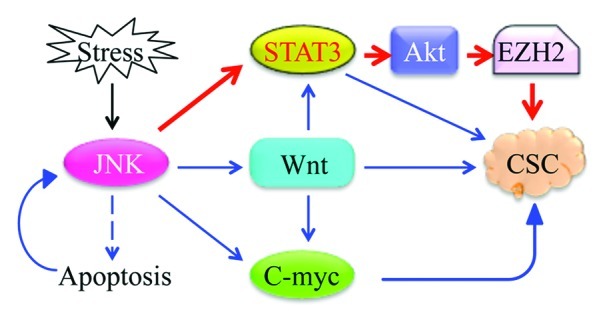 Stress
STAT3
Akt
EZH2
JNK
Wnt
CSC
Apoptosis
C-myc